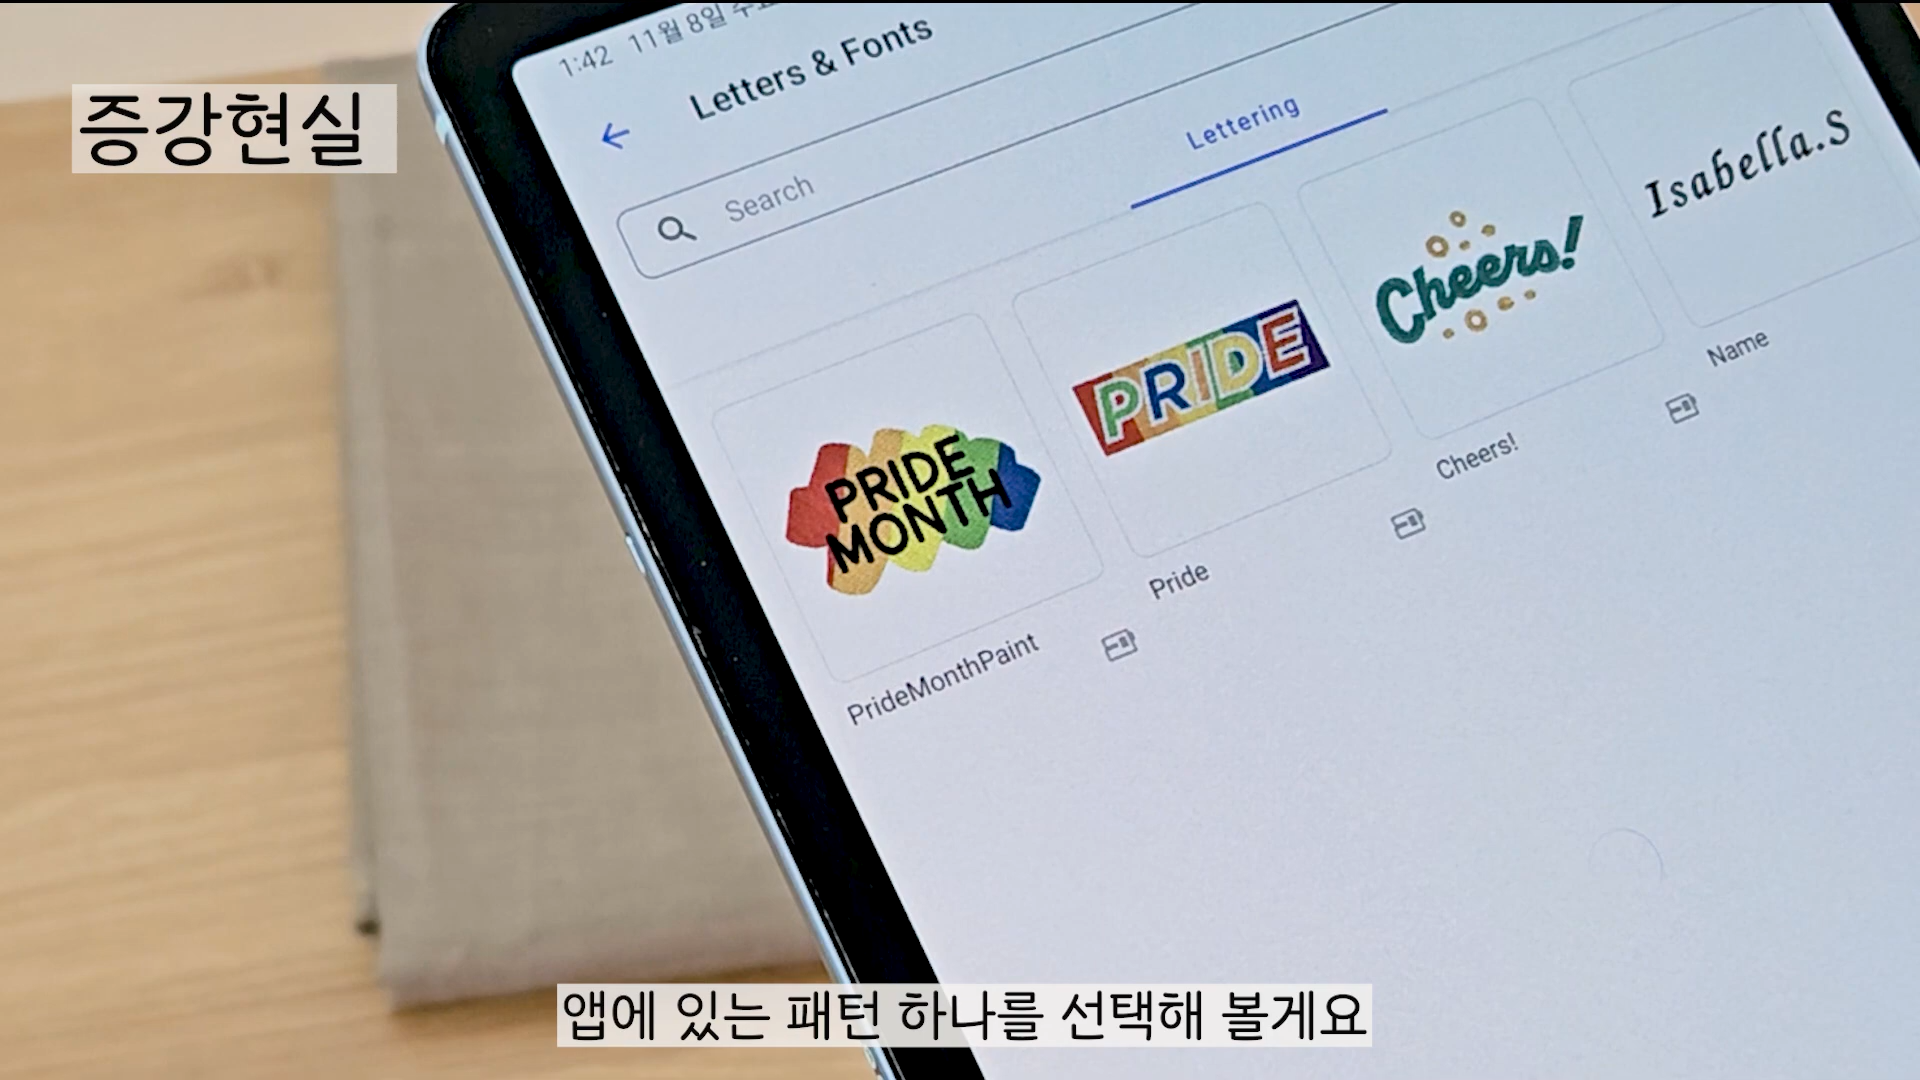 증강현실
1:42 11월 8일
Letters & Fonts
Search
Lettering
PRIDE
MONTH
PrideMonthPaint
PRIDE
Pride
Cheers!
Cheers!
Isabella.S
Name
앱에 있는 패턴 하나를 선택해 볼게요